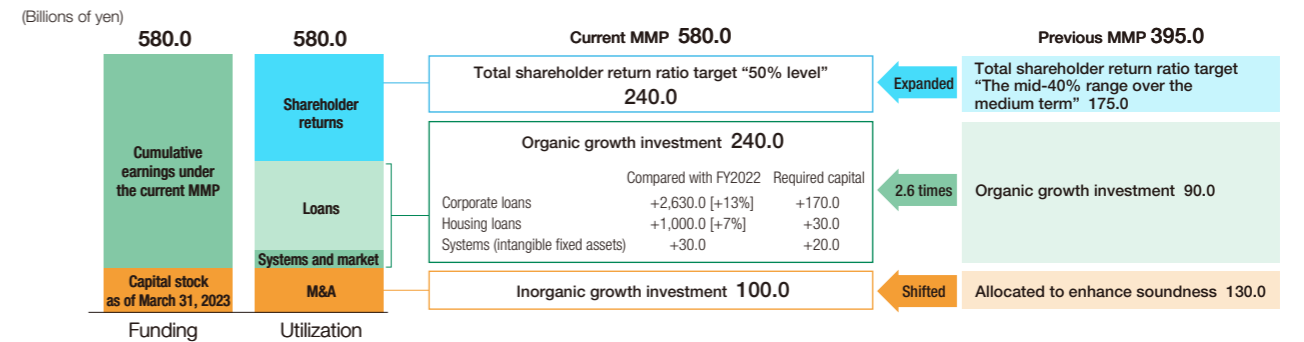 (Billions of yen)
580.0
580.0
Current MMP 580.0
Previous MMP 395.0
Cumulative
earnings under
the current MMP
Capital stock
as of March 31, 2023
Funding
Shareholder
returns
Loans
Systems and market
M&A
Utilization
Total shareholder return ratio target “50% level”
240.0
Expanded
Total shareholder return ratio target
“The mid-40% range over the
medium term” 175.0
Organic growth investment 240.0
Compared with FY2022 Required capital
Corporate loans +2,630.0 [+13%] +170.0
Housing loans +1,000.0 [+7%] +30.0
Systems (intangible fixed assets) +30.0 +20.0
2.6 times
Organic growth investment 90.0
Inorganic growth investment 100.0
Shifted
Allocated to enhance soundness 130.0